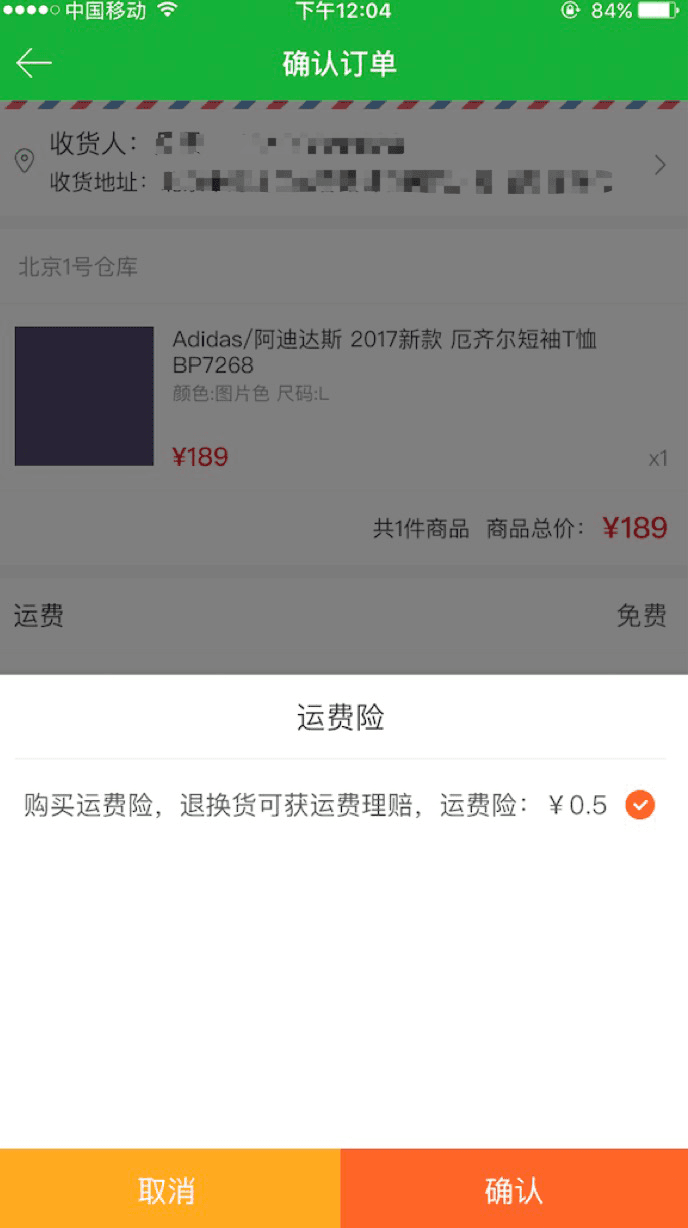 中国移动 下午12:04 84%
确认订单
收货人：
收货地址：
北京1号仓库
Adidas/阿迪达斯 2017新款 厄齐尔短袖T恤
BP7268
颜色:图片色 尺码:L
¥189 x1
共1件商品 商品总价： ¥189
运费 免费
运费险
购买运费险，退换货可获运费理赔，运费险：￥0.5
取消 确认